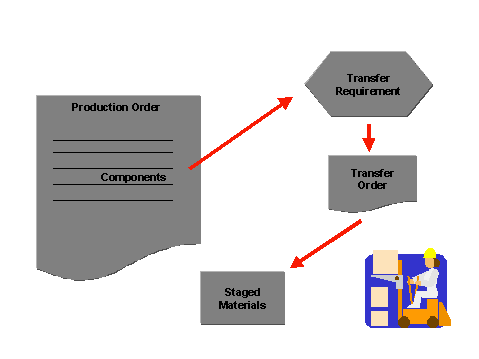 Production Order
Components
Transfer
Requirement
Transfer
Order
Staged
Materials